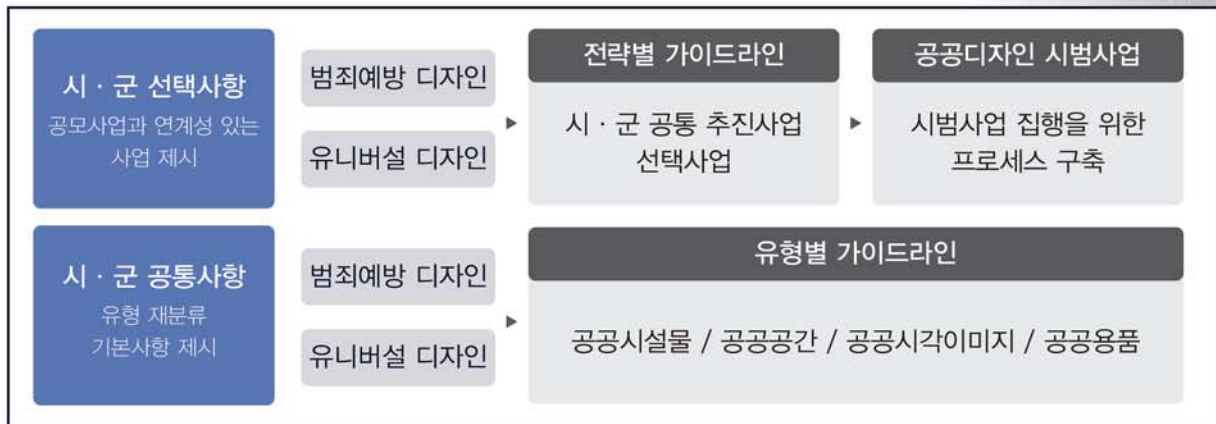 시 · 군 선택사항
공모사업과 연계성 있는
사업 제시
범죄예방 디자인
유니버설 디자인
전략별 가이드라인
시 · 군 공통 추진사업
선택사업
공공디자인 시범사업
시범사업 집행을 위한
프로세스 구축
시 · 군 공통사항
유형 재분류
기본사항 제시
범죄예방 디자인
유니버설 디자인
유형별 가이드라인
공공시설물 / 공공공간 / 공공시각이미지 / 공공용품